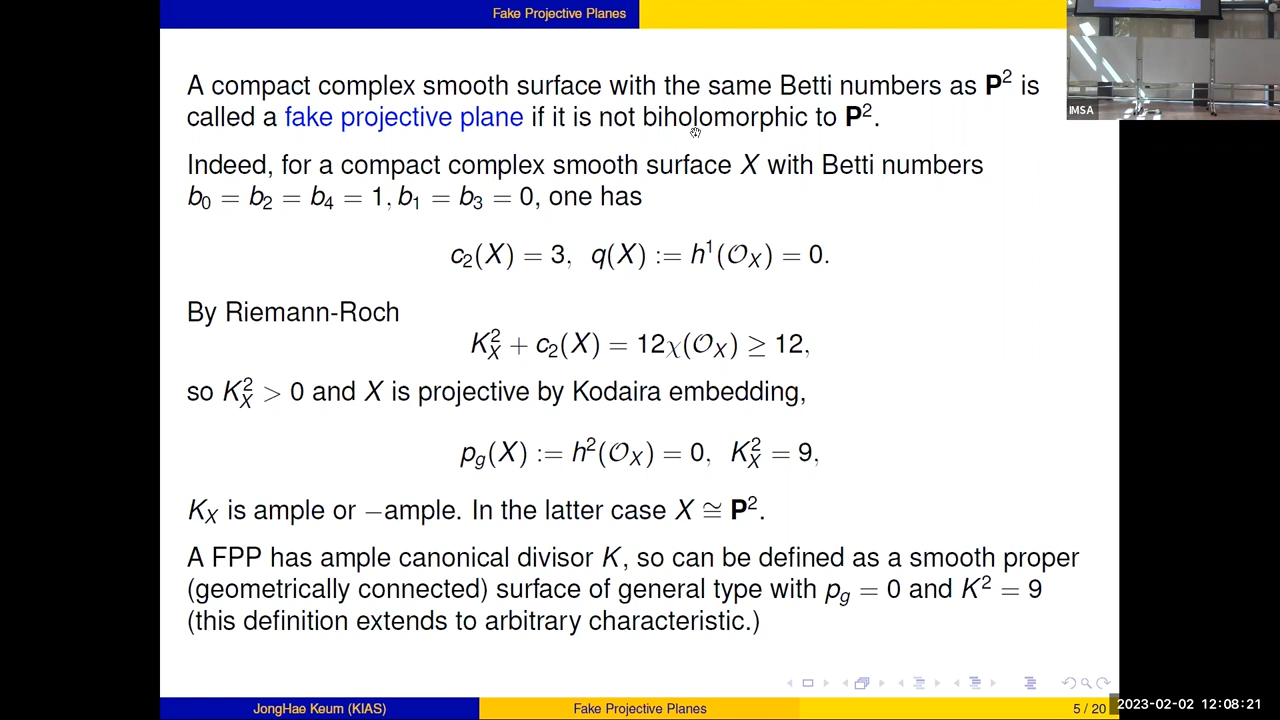 Fake Projective Planes
A compact complex smooth surface with the same Betti numbers as P² is
called a fake projective plane if it is not biholomorphic to P².
Indeed, for a compact complex smooth surface X with Betti numbers
b₀ = b₂ = b₄ = 1, b₁ = b₃ = 0, one has
c₂(X) = 3, q(X) := h¹(𝒪_X) = 0.
By Riemann-Roch
K²_X + c₂(X) = 12χ(𝒪_X) ≥ 12,
so K²_X > 0 and X is projective by Kodaira embedding,
p_g(X) := h²(𝒪_X) = 0, K²_X = 9,
K_X is ample or −ample. In the latter case X ≅ P².
A FPP has ample canonical divisor K, so can be defined as a smooth proper
(geometrically connected) surface of general type with p_g = 0 and K² = 9
(this definition extends to arbitrary characteristic.)
IMSA
JongHae Keum (KIAS)
Fake Projective Planes
5 / 20
2023-02-02 12:08:21